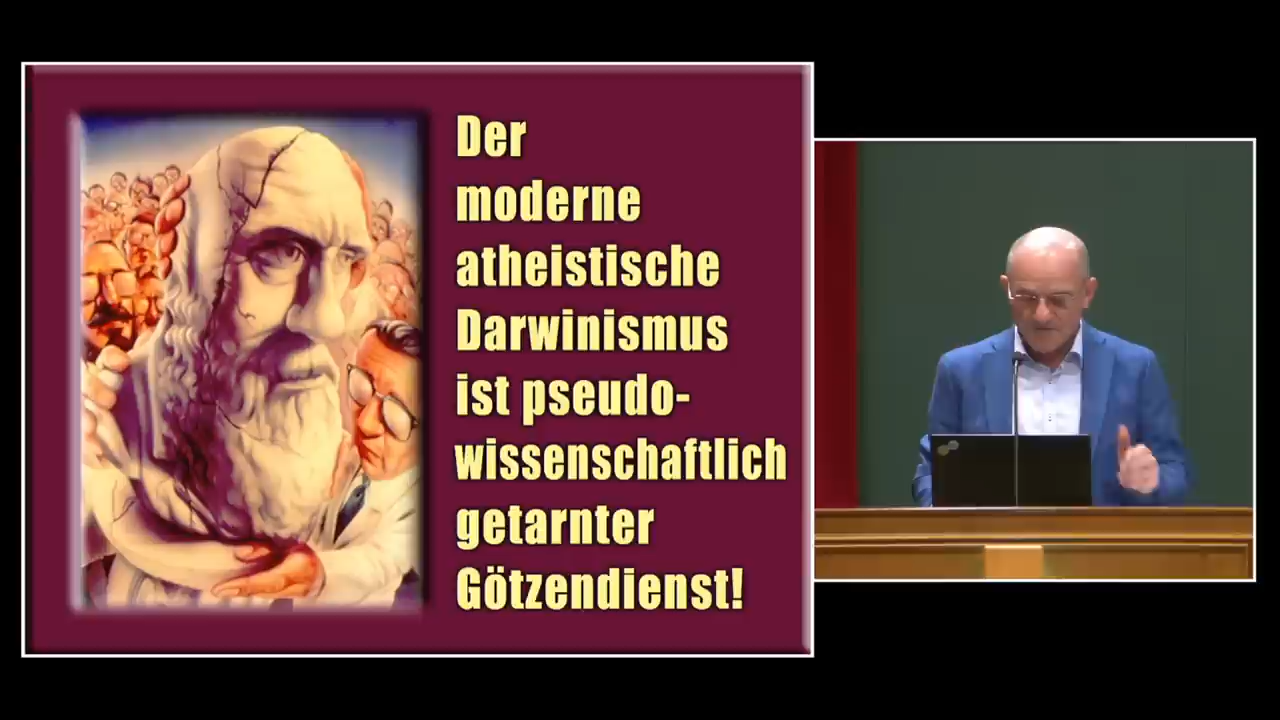 Der
moderne
atheistische
Darwinismus
ist pseudo-
wissenschaftlich
getarnter
Götzendienst!